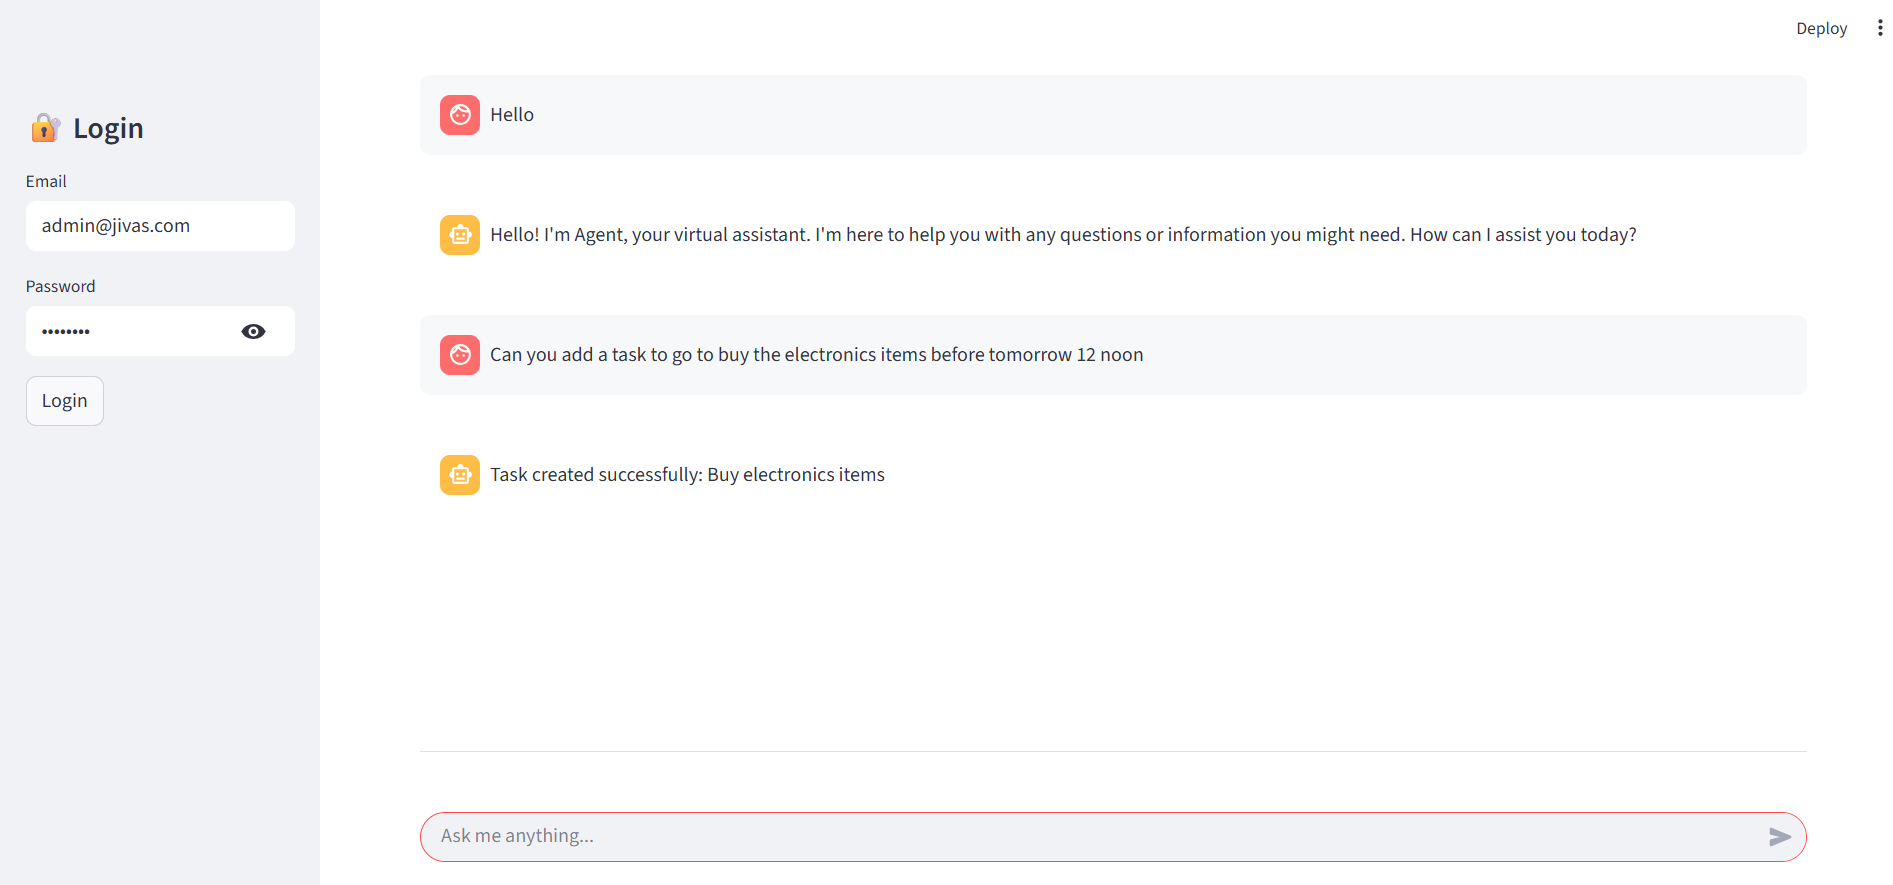 Deploy
Login
Email
admin@jivas.com
Password
••••••••
Login
Hello
Hello! I'm Agent, your virtual assistant. I'm here to help you with any questions or information you might need. How can I assist you today?
Can you add a task to go to buy the electronics items before tomorrow 12 noon
Task created successfully: Buy electronics items
Ask me anything...